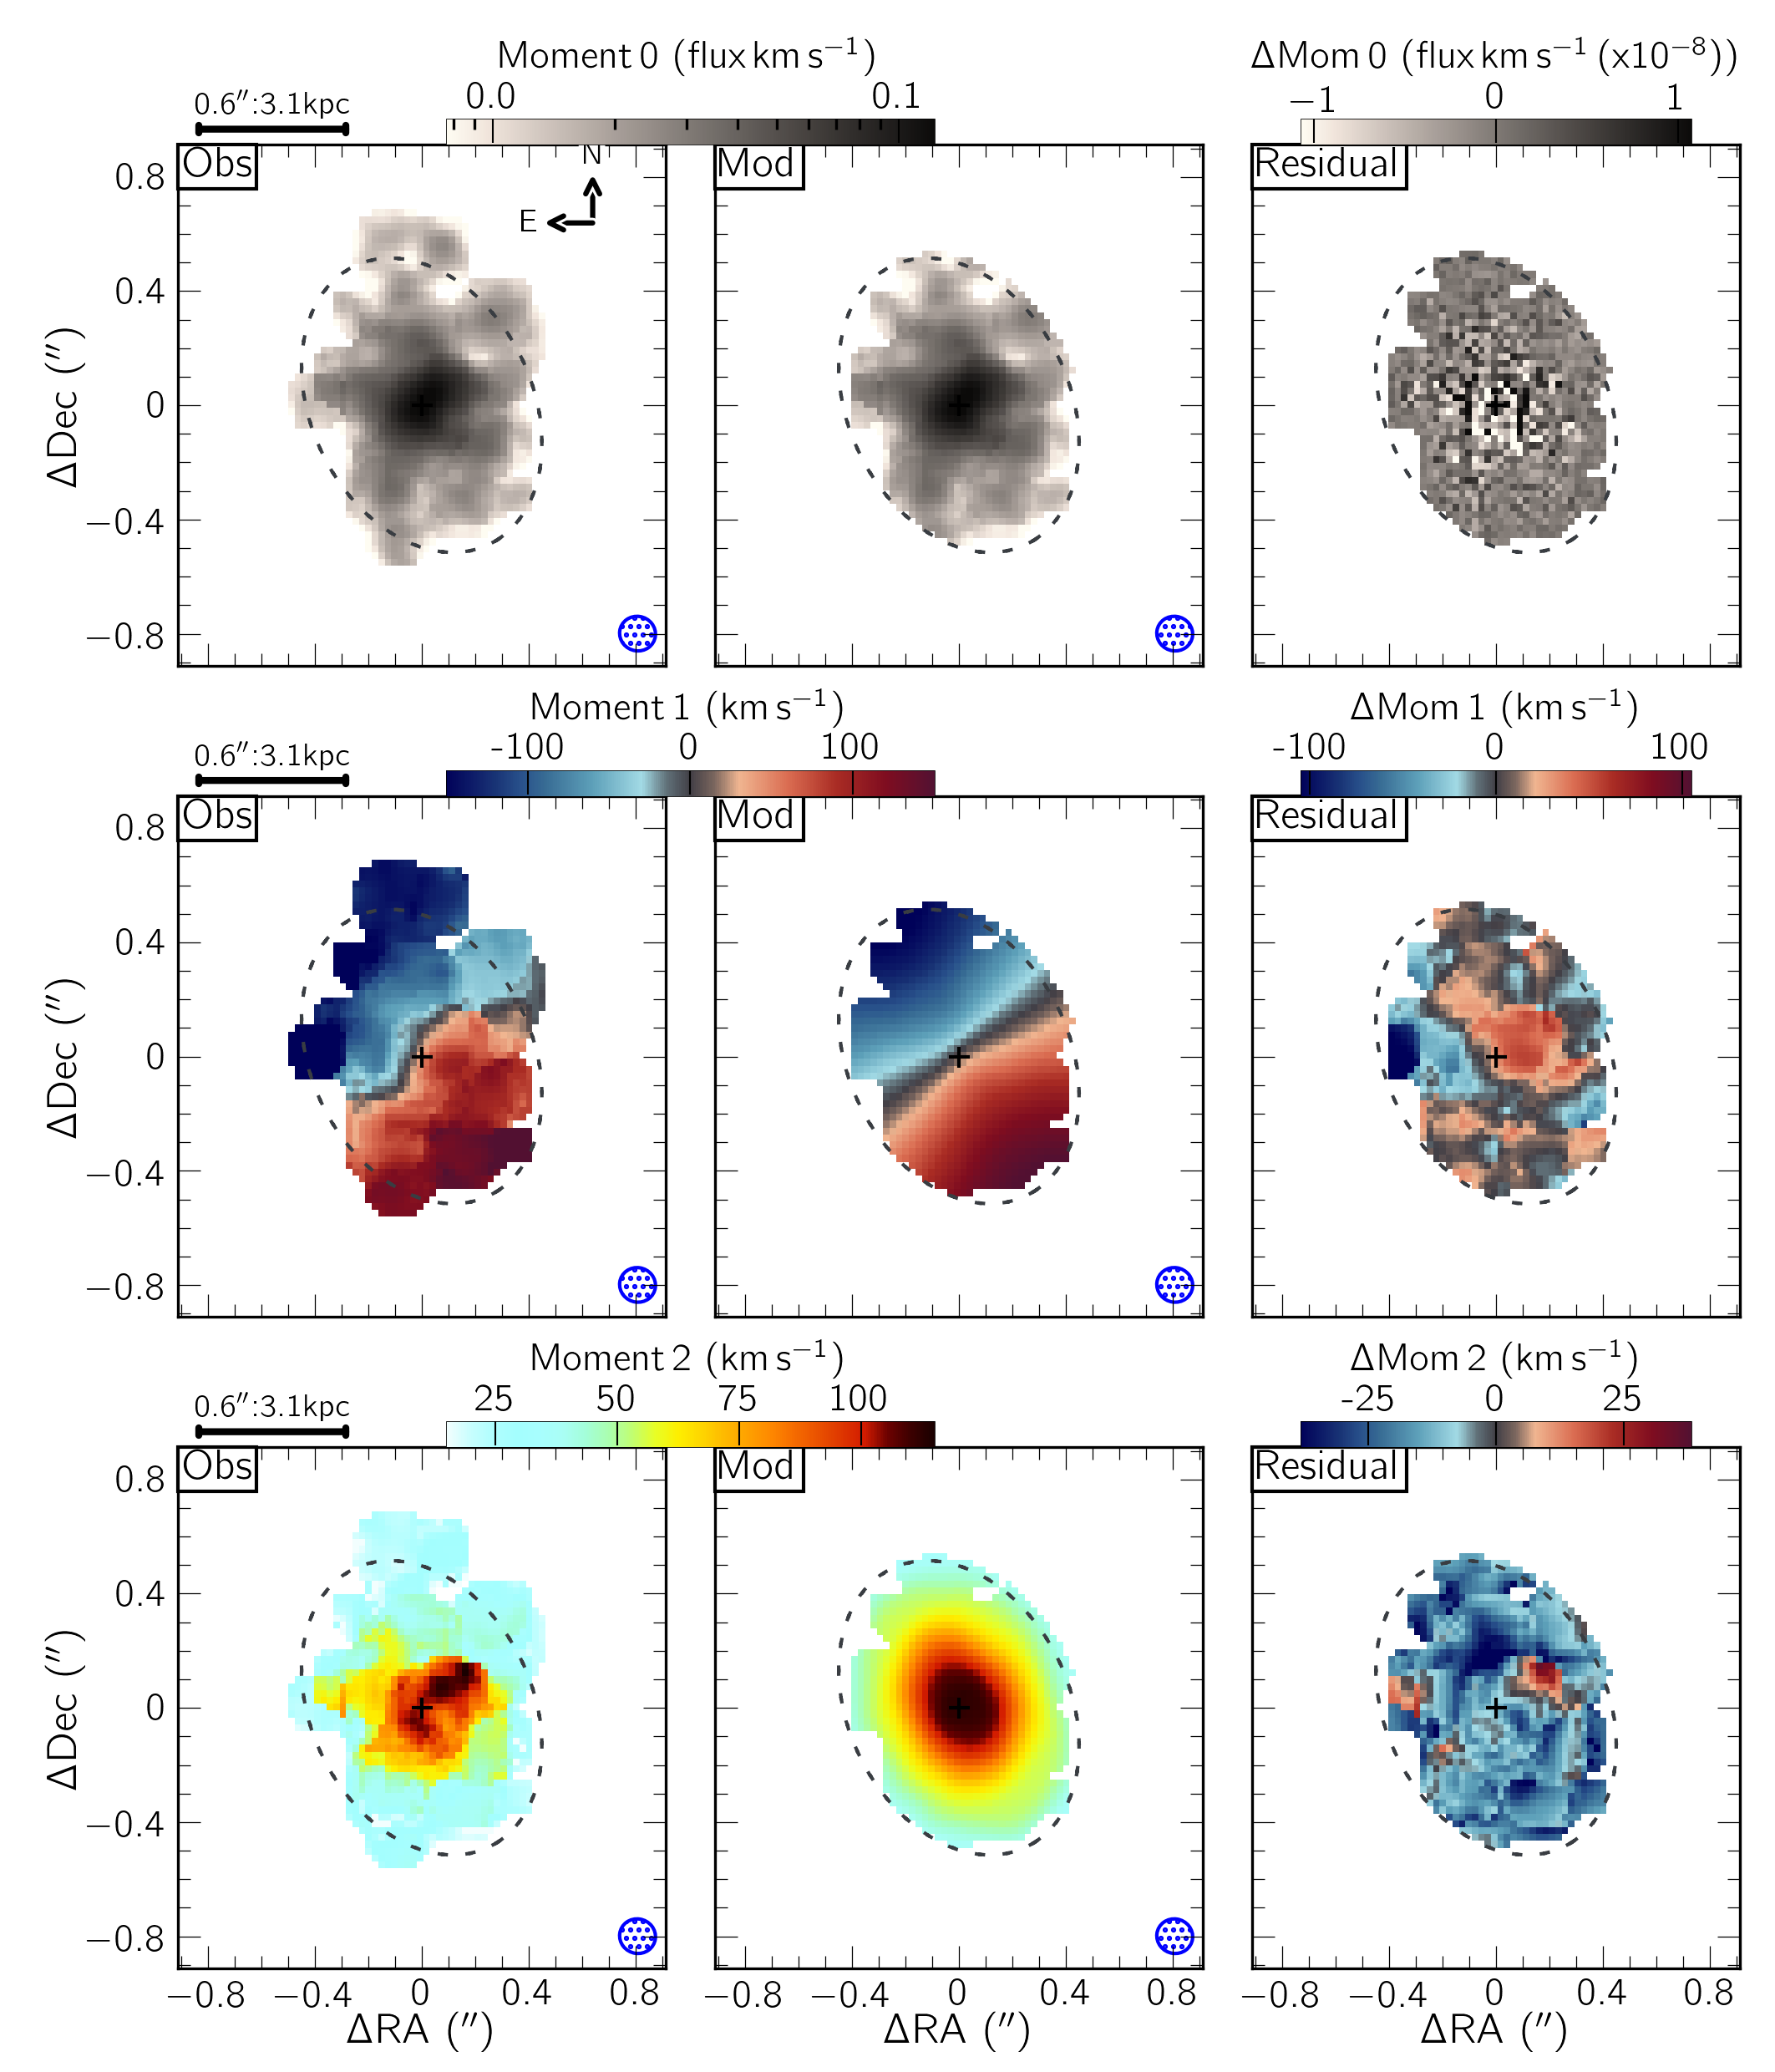 Moment 0 (flux km s⁻¹)
ΔMom 0 (flux km s⁻¹ (x10⁻⁸))
0.6″:3.1kpc
0.0
0.1
−1
0
1
Obs
N
E
Mod
Residual
0.8
0.4
0
−0.4
−0.8
ΔDec (″)
Moment 1 (km s⁻¹)
ΔMom 1 (km s⁻¹)
0.6″:3.1kpc
-100
0
100
-100
0
100
Obs
Mod
Residual
0.8
0.4
0
−0.4
−0.8
ΔDec (″)
Moment 2 (km s⁻¹)
ΔMom 2 (km s⁻¹)
0.6″:3.1kpc
25
50
75
100
-25
0
25
Obs
Mod
Residual
0.8
0.4
0
−0.4
−0.8
ΔDec (″)
−0.8
−0.4
0
0.4
0.8
−0.8
−0.4
0
0.4
0.8
−0.8
−0.4
0
0.4
0.8
ΔRA (″)
ΔRA (″)
ΔRA (″)